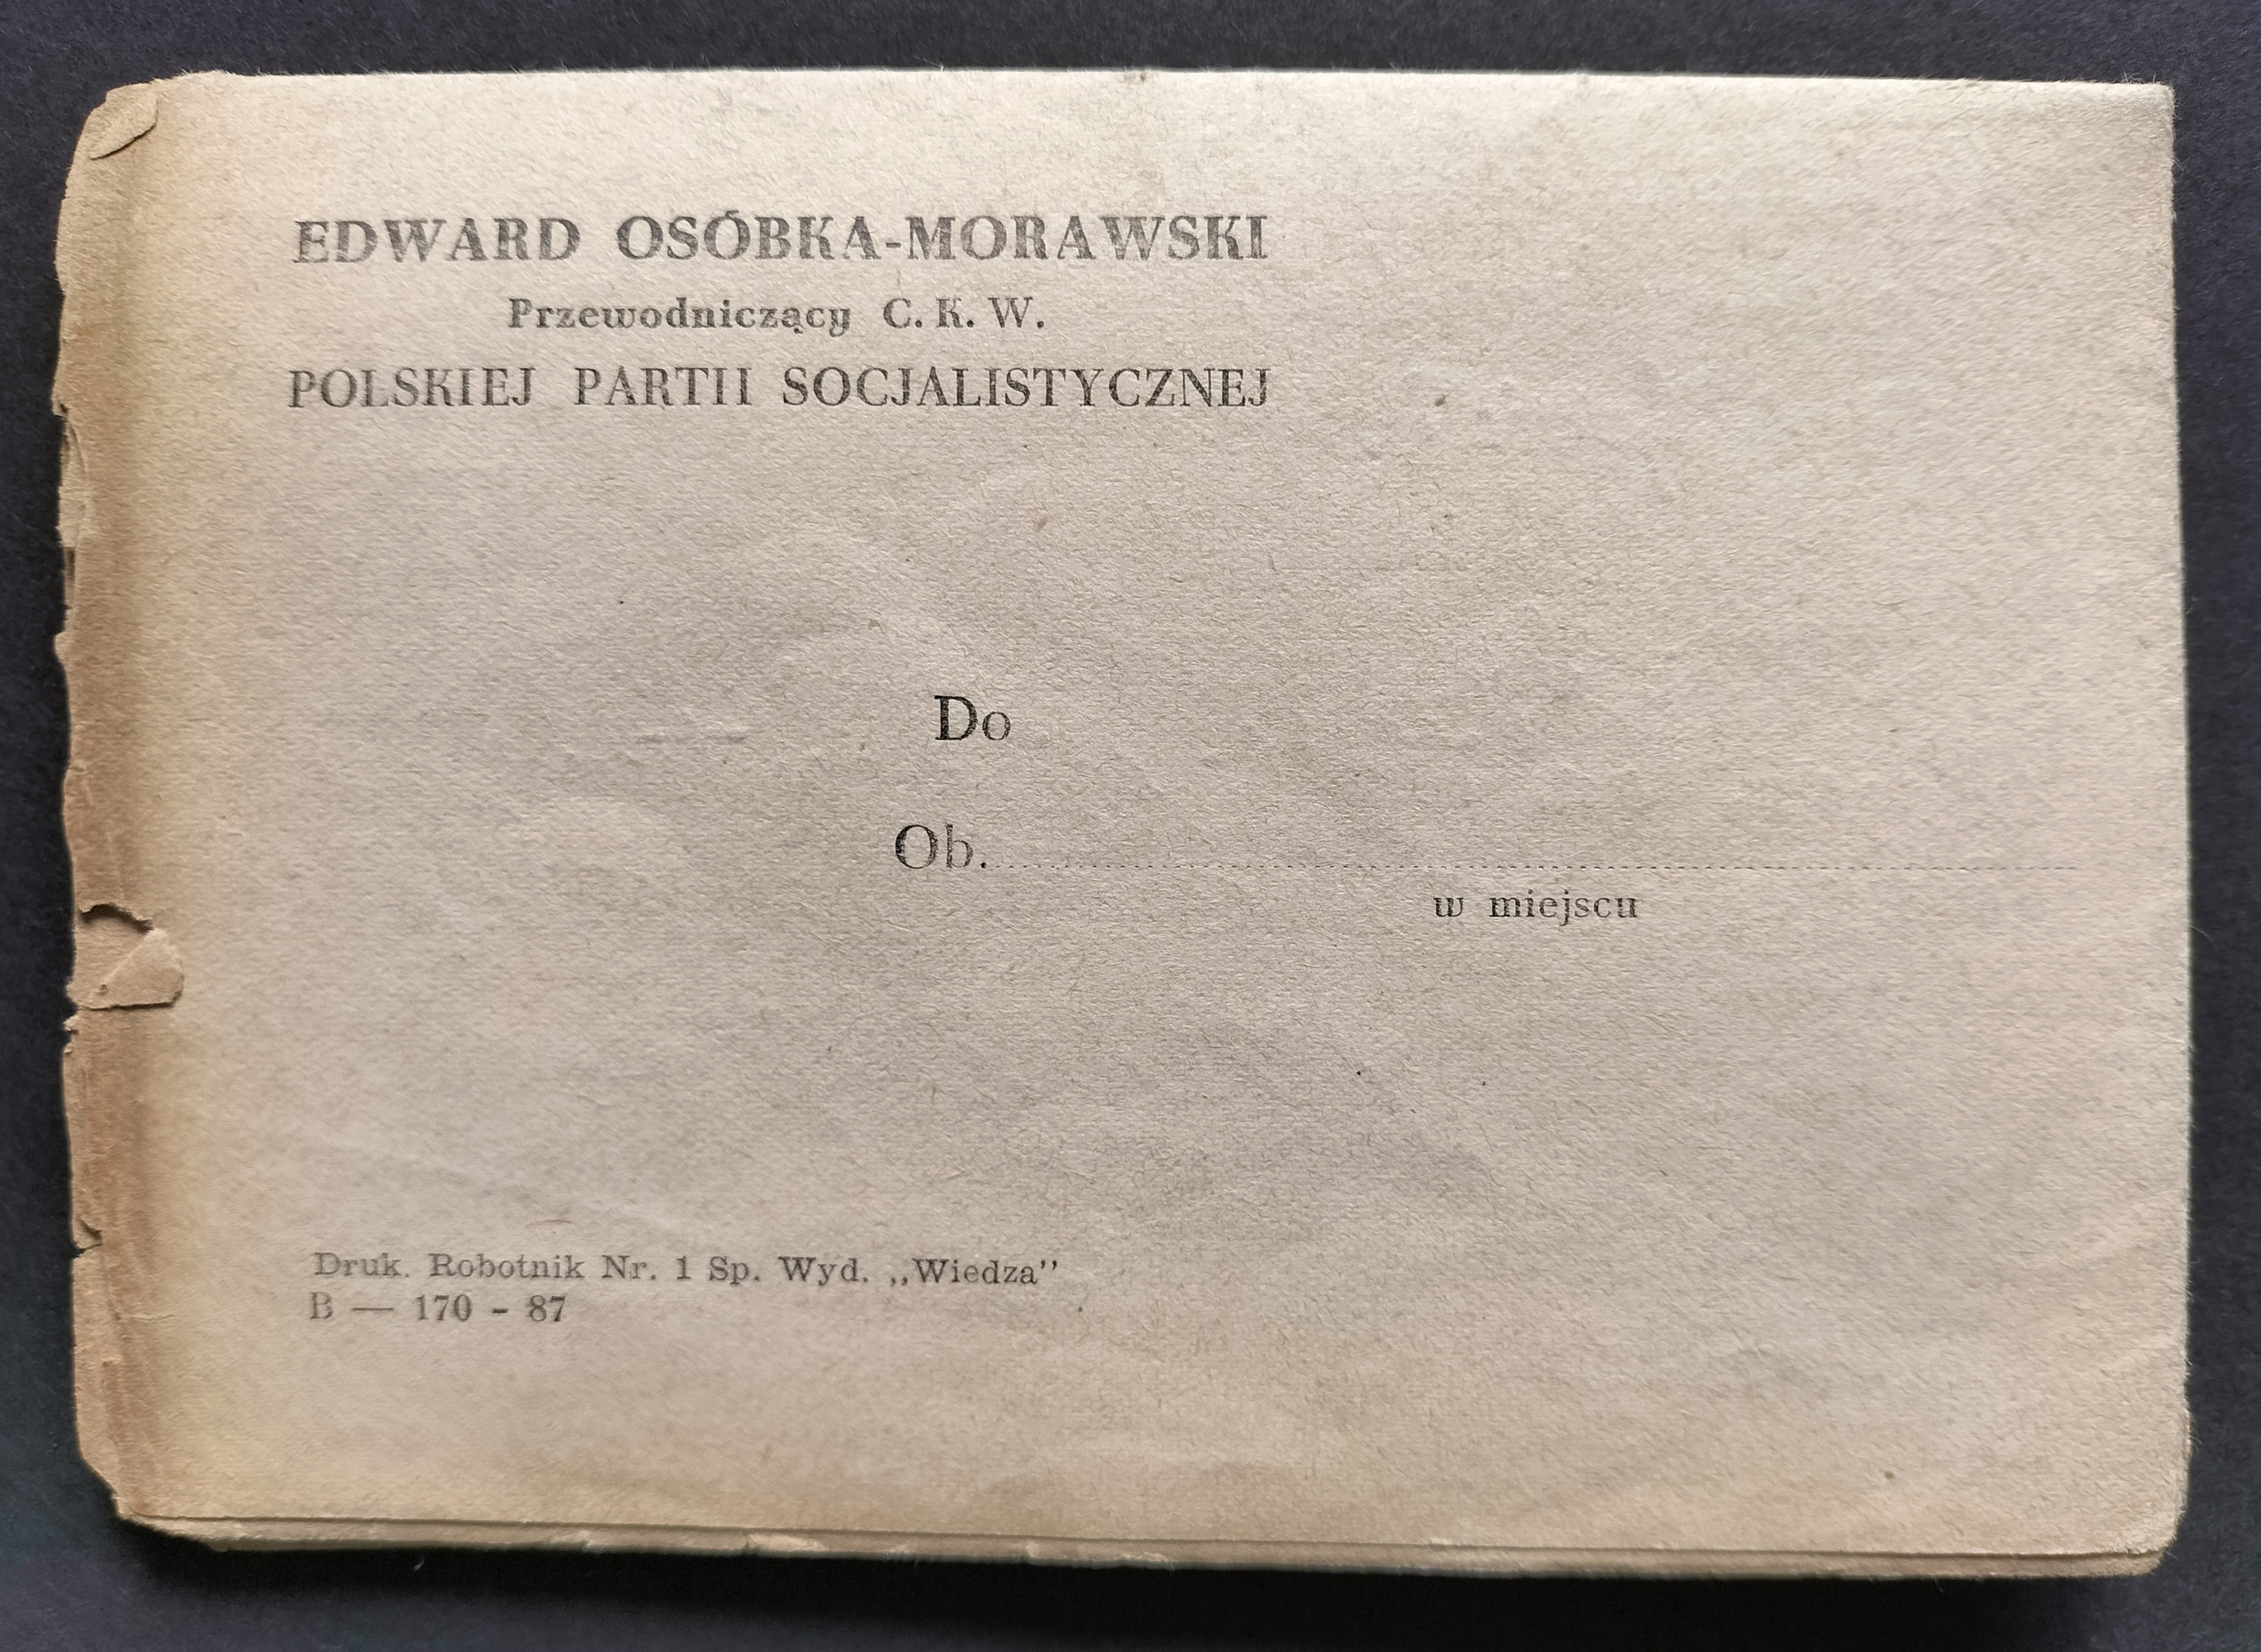 EDWARD OSÓBKA-MORAWSKI
Przewodniczący C. K. W.
POLSKIEJ PARTII SOCJALISTYCZNEJ
Do
Ob.
w miejscu
Druk. Robotnik Nr. 1 Sp. Wyd. „Wiedza”
B — 170 - 87